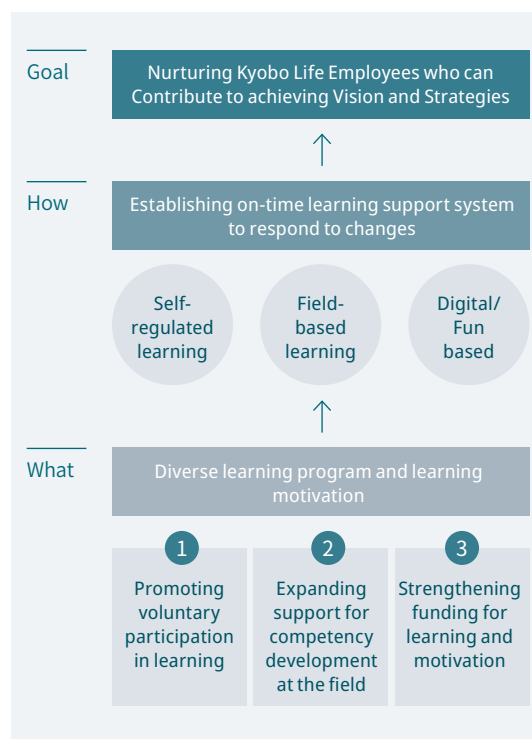 Goal
Nurturing Kyobo Life Employees who can
Contribute to achieving Vision and Strategies
How
Establishing on-time learning support system
to respond to changes
Self-
regulated
learning
Field-
based
learning
Digital/
Fun
based
What
Diverse learning program and learning
motivation
1
Promoting
voluntary
participation
in learning
2
Expanding
support for
competency
development
at the field
3
Strengthening
funding for
learning and
motivation